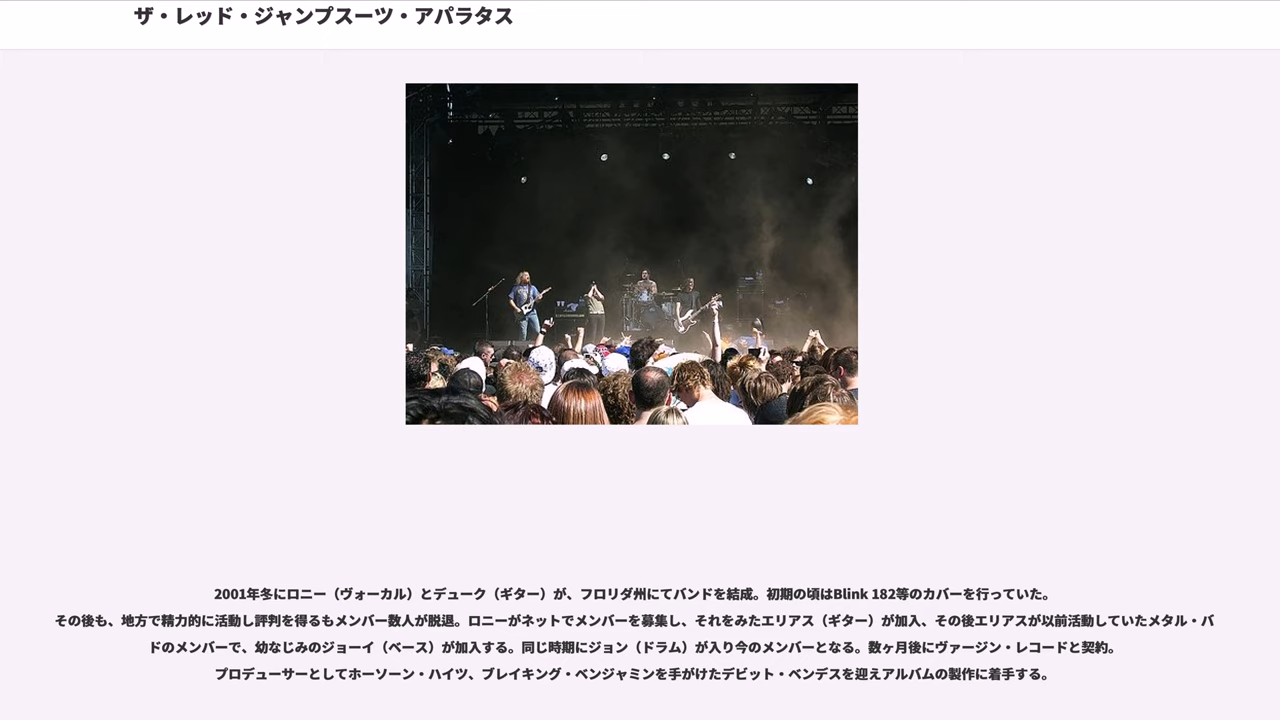 ザ・レッド・ジャンプスーツ・アパラタス
2001年冬にロニー（ヴォーカル）とデューク（ギター）が、フロリダ州にてバンドを結成。初期の頃はBlink 182等のカバーを行っていた。
その後も、地方で精力的に活動し評判を得るもメンバー数人が脱退。ロニーがネットでメンバーを募集し、それをみたエリアス（ギター）が加入、その後エリアスが以前活動していたメタル・バ
ドのメンバーで、幼なじみのジョーイ（ベース）が加入する。同じ時期にジョン（ドラム）が入り今のメンバーとなる。数ヶ月後にヴァージン・レコードと契約。
プロデューサーとしてホーソーン・ハイツ、ブレイキング・ベンジャミンを手がけたデビット・ベンデスを迎えアルバムの製作に着手する。